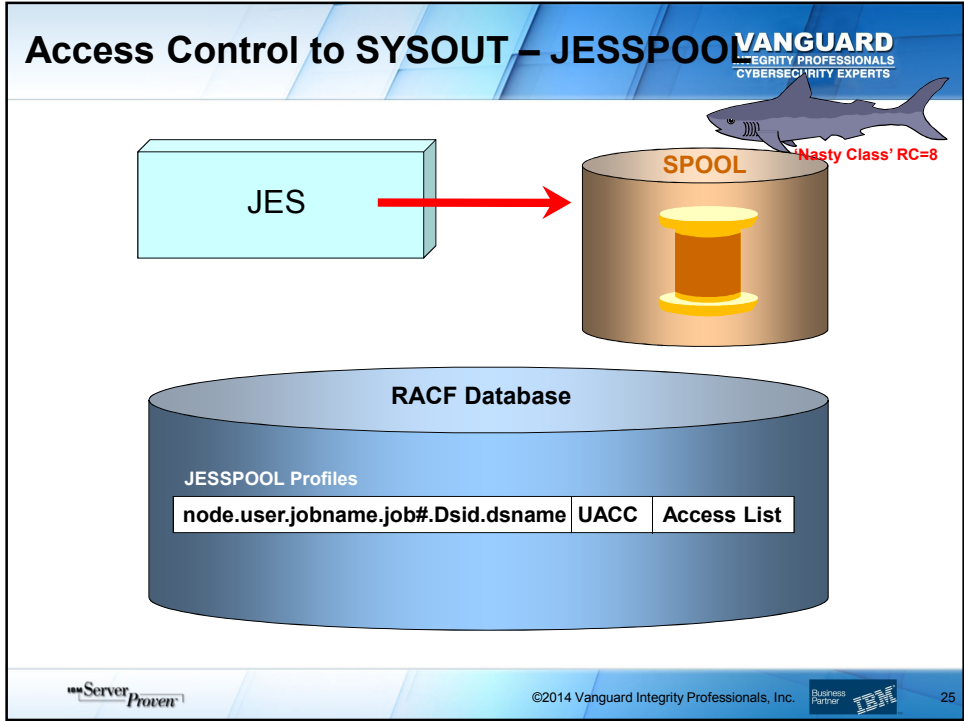 Access Control to SYSOUT – JESSPOOL
VANGUARD
INTEGRITY PROFESSIONALS
CYBERSECURITY EXPERTS
'Nasty Class' RC=8
SPOOL
JES
RACF Database
JESSPOOL Profiles
node.user.jobname.job#.Dsid.dsname UACC Access List
IBM Server Proven
©2014 Vanguard Integrity Professionals, Inc.
Business Partner IBM
25